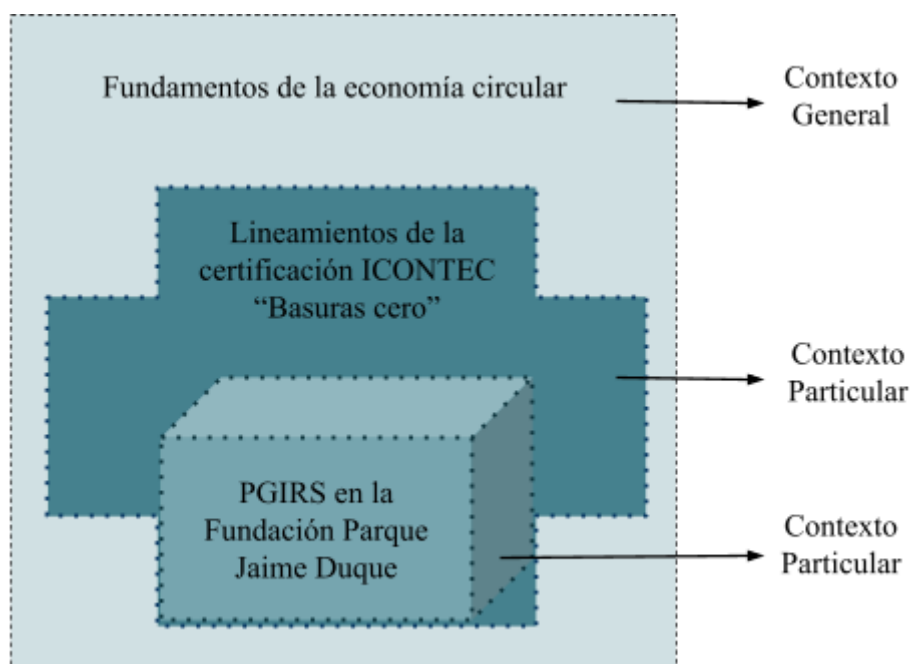 Fundamentos de la economía circular
Contexto
General
Lineamientos de la
certificación ICONTEC
“Basuras cero”
Contexto
Particular
PGIRS en la
Fundación Parque
Jaime Duque
Contexto
Particular